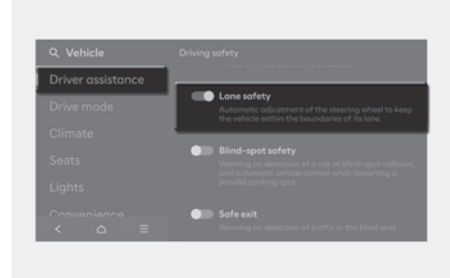 Vehicle
Driving safety
Driver assistance
Drive mode
Climate
Seats
Lights
Convenience
Lane safety
Automatic adjustment of the steering wheel to keep
the vehicle within the boundaries of its lane.
Blind-spot safety
Warning on detection of a risk of blind-spot collision,
and automatic vehicle control while departing a
parallel parking spot.
Safe exit
Warning on detection of traffic in the blind spot.